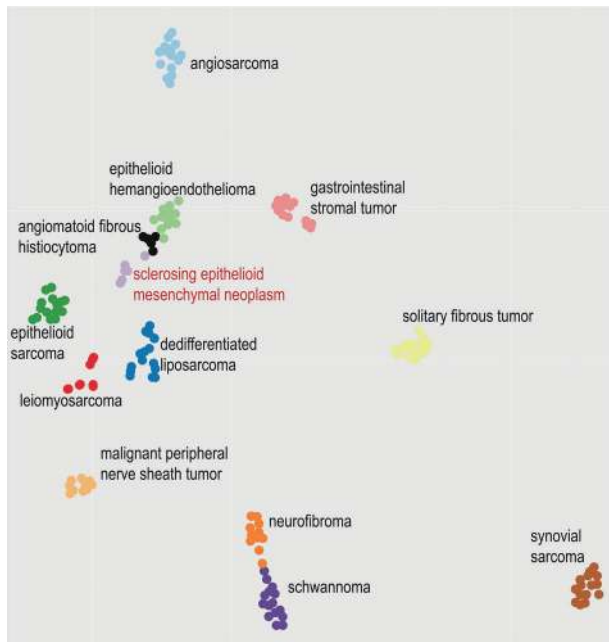 angiosarcoma
epithelioid
hemangioendothelioma
gastrointestinal
stromal tumor
angiomatoid fibrous
histiocytoma
sclerosing epithelioid
mesenchymal neoplasm
solitary fibrous tumor
epithelioid
sarcoma
dedifferentiated
liposarcoma
leiomyosarcoma
malignant peripheral
nerve sheath tumor
neurofibroma
synovial
sarcoma
schwannoma